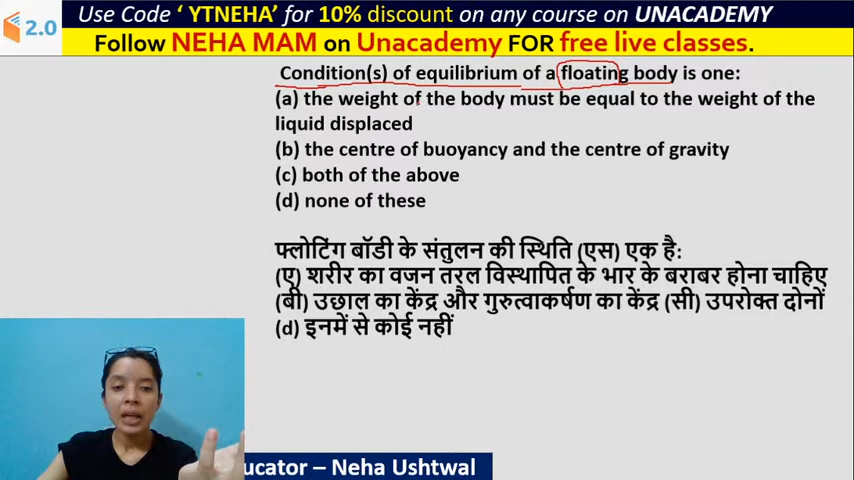 Use Code ‘ YTNEHA’ for 10% discount on any course on UNACADEMY
2.0
Follow NEHA MAM on Unacademy FOR free live classes.
Condition(s) of equilibrium of a floating body is one:
(a) the weight of the body must be equal to the weight of the
liquid displaced
(b) the centre of buoyancy and the centre of gravity
(c) both of the above
(d) none of these
फ्लोटिंग बॉडी के संतुलन की स्थिति (एस) एक है:
(ए) शरीर का वजन तरल विस्थापित के भार के बराबर होना चाहिए
(बी) उछाल का केंद्र और गुरुत्वाकर्षण का केंद्र (सी) उपरोक्त दोनों
(d) इनमें से कोई नहीं
ucator – Neha Ushtwal